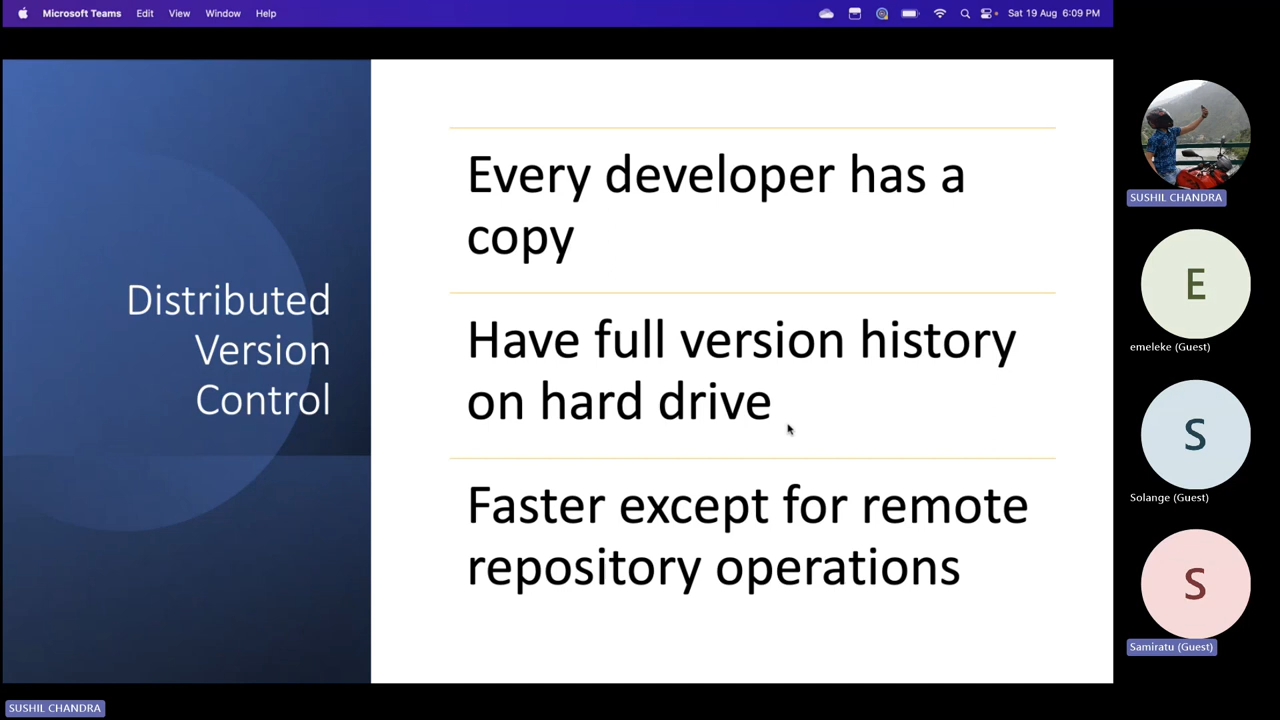 Microsoft Teams Edit View Window Help Sat 19 Aug 6:09 PM
Distributed
Version
Control
Every developer has a
copy
Have full version history
on hard drive
Faster except for remote
repository operations
SUSHIL CHANDRA
E
emeleke (Guest)
S
Solange (Guest)
S
Samiratu (Guest)
SUSHIL CHANDRA